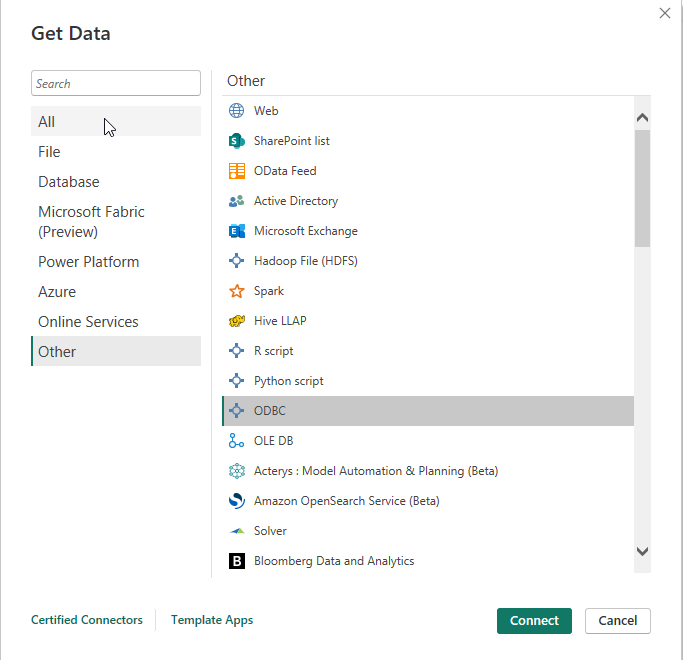 Get Data
Search
All
File
Database
Microsoft Fabric
(Preview)
Power Platform
Azure
Online Services
Other
Other
Web
SharePoint list
OData Feed
Active Directory
Microsoft Exchange
Hadoop File (HDFS)
Spark
Hive LLAP
R script
Python script
ODBC
OLE DB
Acterys : Model Automation & Planning (Beta)
Amazon OpenSearch Service (Beta)
Solver
Bloomberg Data and Analytics
Certified Connectors
Template Apps
Connect
Cancel